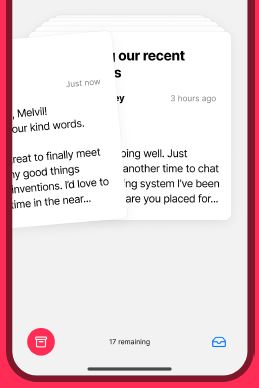 our recent
s
Just now
ey
3 hours ago
, Melvil!
our kind words.
reat to finally meet
ny good things
inventions. I'd love to
time in the near...
oing well. Just
another time to chat
ng system I've been
are you placed for...
17 remaining